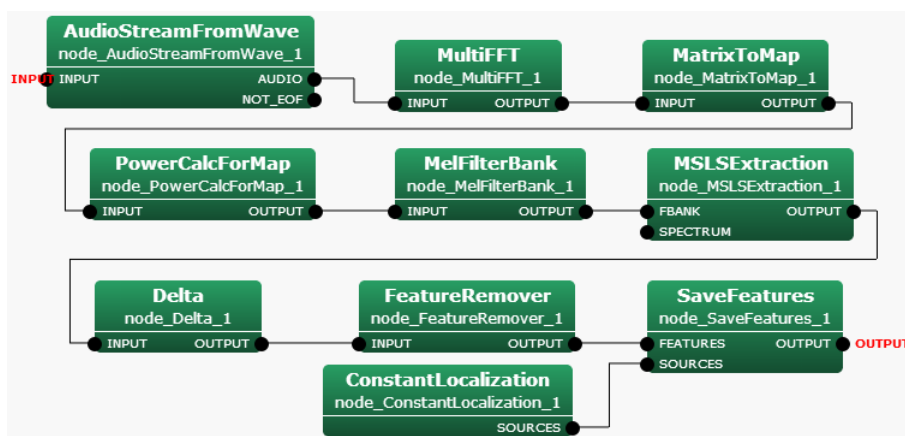 AudioStreamFromWave
node_AudioStreamFromWave_1
INPUT INPUT AUDIO
NOT_EOF
MultiFFT
node_MultiFFT_1
INPUT OUTPUT
MatrixToMap
node_MatrixToMap_1
INPUT OUTPUT
PowerCalcForMap
node_PowerCalcForMap_1
INPUT OUTPUT
MelFilterBank
node_MelFilterBank_1
INPUT OUTPUT
MSLSExtraction
node_MSLSExtraction_1
FBANK OUTPUT
SPECTRUM
Delta
node_Delta_1
INPUT OUTPUT
FeatureRemover
node_FeatureRemover_1
INPUT OUTPUT
SaveFeatures
node_SaveFeatures_1
FEATURES OUTPUT OUTPUT
SOURCES
ConstantLocalization
node_ConstantLocalization_1
SOURCES